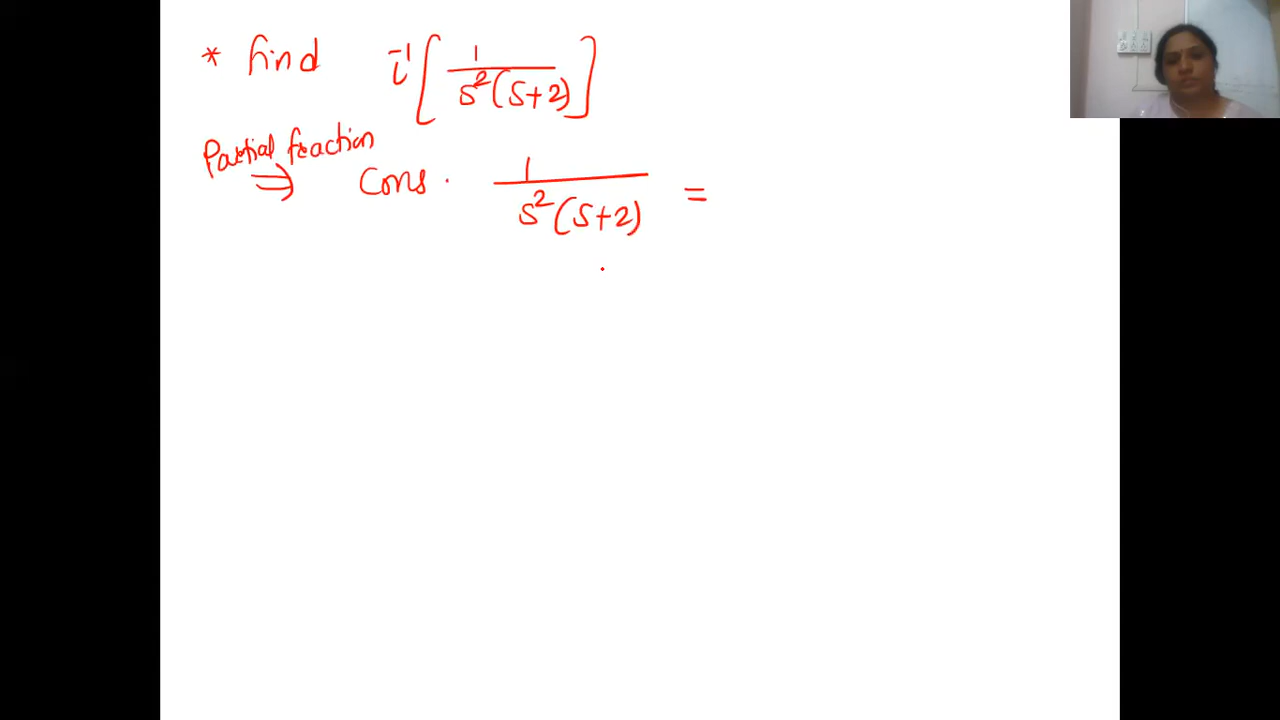 * find L⁻¹[1/s²(s+2)]
Partial fraction
⇒ Cons. 1/s²(s+2) =